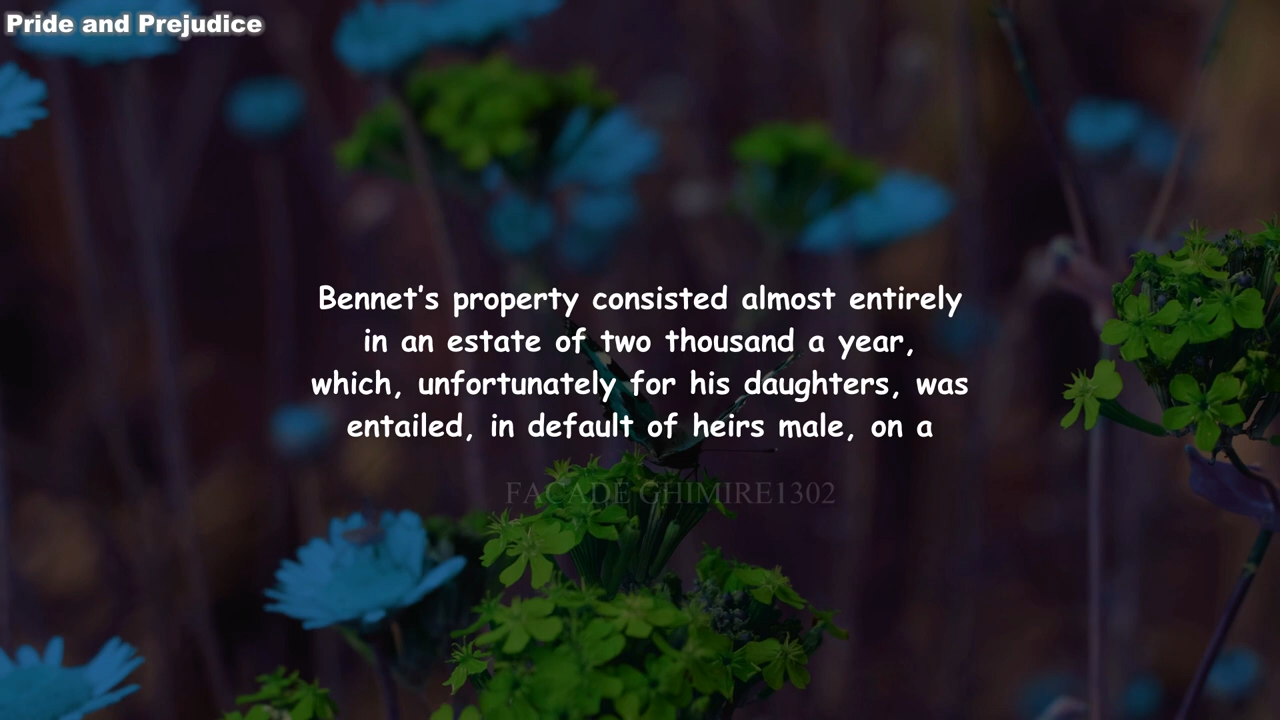 Pride and Prejudice
Bennet's property consisted almost entirely
in an estate of two thousand a year,
which, unfortunately for his daughters, was
entailed, in default of heirs male, on a
FACADE GHIMIRE1302